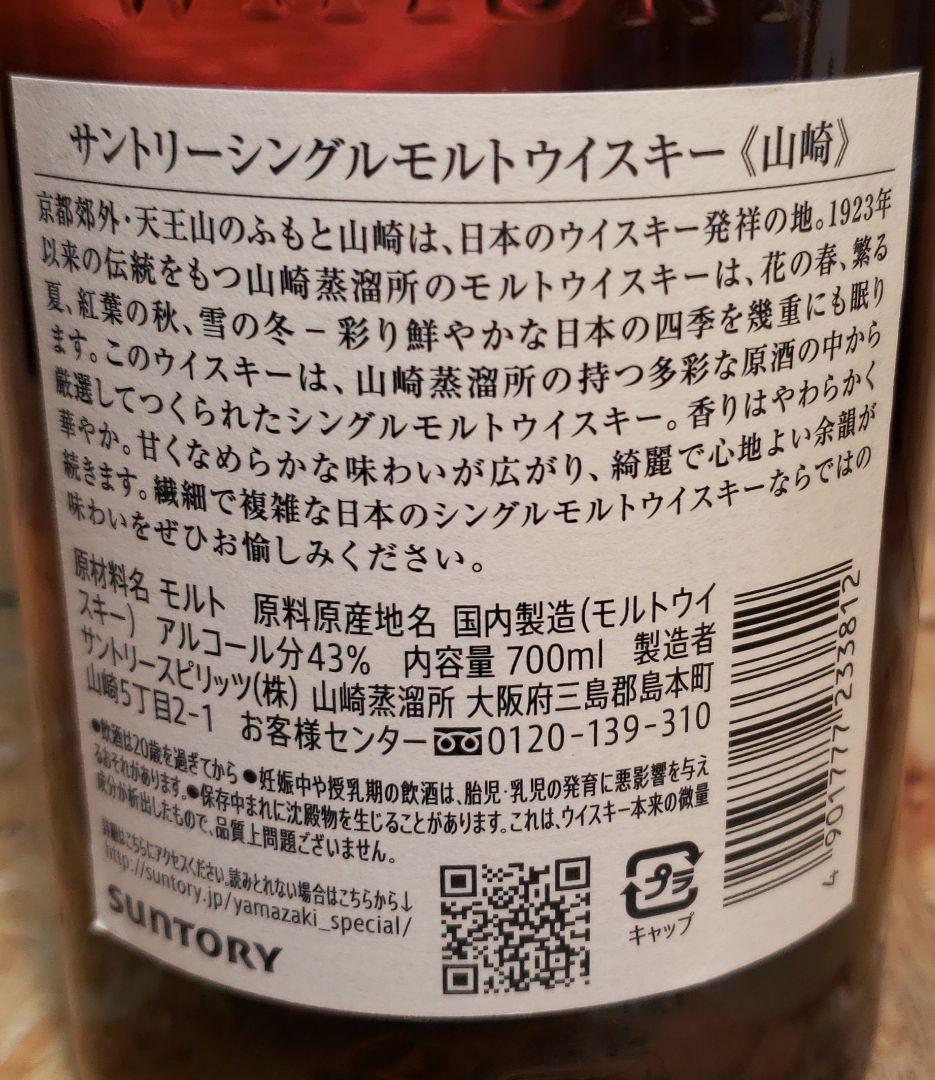 サントリーシングルモルトウイスキー《山崎》
京都郊外・天王山のふもと山崎は、日本のウイスキー発祥の地。1923年
以来の伝統をもつ山崎蒸溜所のモルトウイスキーは、花の春、繁る
夏、紅葉の秋、雪の冬−彩り鮮やかな日本の四季を幾重にも眠り
ます。このウイスキーは、山崎蒸溜所の持つ多彩な原酒の中から
厳選してつくられたシングルモルトウイスキー。香りはやわらかく
華やか。甘くなめらかな味わいが広がり、綺麗で心地よい余韻が
続きます。繊細で複雑な日本のシングルモルトウイスキーならではの
味わいをぜひお愉しみください。
原材料名 モルト 原料原産地名 国内製造(モルトウイ
スキー) アルコール分43% 内容量 700ml 製造者
サントリースピリッツ(株) 山崎蒸溜所 大阪府三島郡島本町
山崎5丁目2-1 お客様センター 0120-139-310
●飲酒は20歳を過ぎてから ●妊娠中や授乳期の飲酒は、胎児・乳児の発育に悪影響を与え
るおそれがあります。●保存中まれに沈殿物を生じることがあります。これは、ウイスキー本来の微量
成分が析出したもので、品質上問題ございません。
詳細はこちらにアクセスください。読みとれない場合はこちらから↓
http://suntory.jp/yamazaki_special/
SUNTORY
プラ
キャップ
4 901777 233812